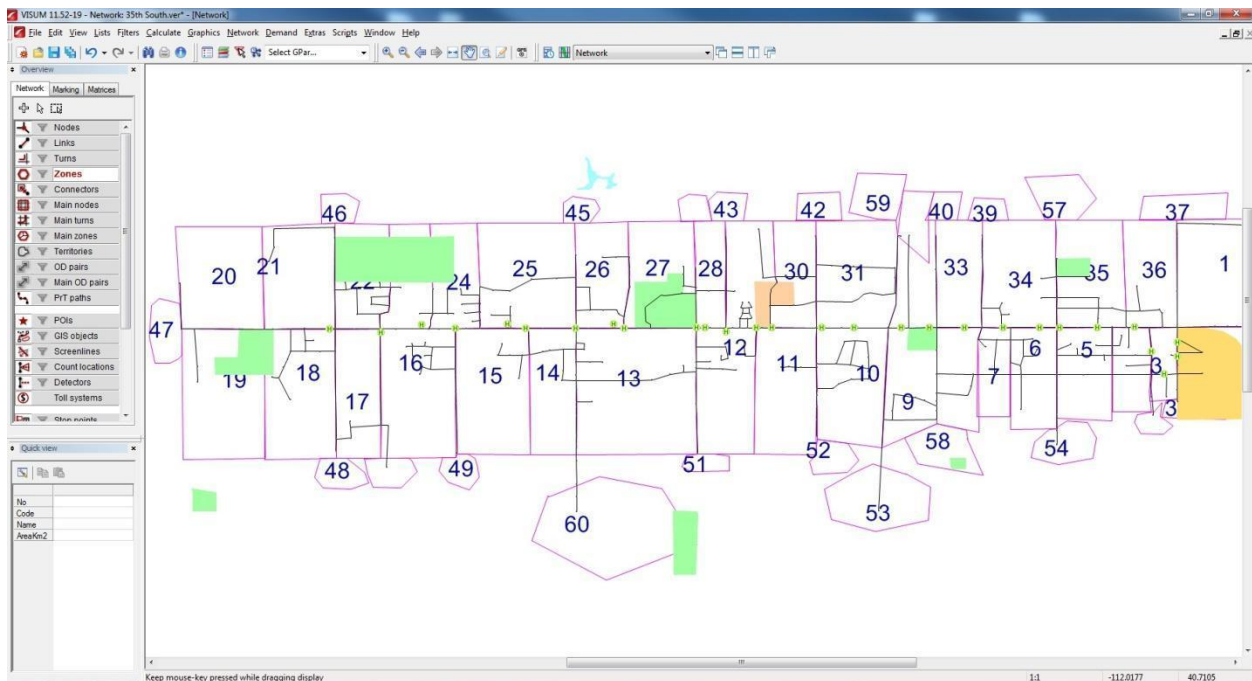 VISUM 11.52-19 - Network: 35th South.ver* - [Network]
File Edit View Lists Filters Calculate Graphics Network Demand Extras Scripts Window Help
Select GPar... Network
Overview
Network Marking Matrices
Nodes
Links
Turns
Zones
Connectors
Main nodes
Main turns
Main zones
Territories
OD pairs
Main OD pairs
PrT paths
POIs
GIS objects
Screenlines
Count locations
Detectors
Toll systems
Stop points
Quick view
No
Code
Name
AreaKm2
46 45 43 42 59 40 39 57 37
20 21 22 24 25 26 27 28 30 31 33 34 35 36 1
47
19 18 17 16 15 14 13 12 11 10 9 7 6 5 3
3
48 49 51 52 58 54
60 53
H H H H H H H H H H H H H H H H H H H H H H H H H H
Keep mouse-key pressed while dragging display 1:1 -112.0177 40.7105